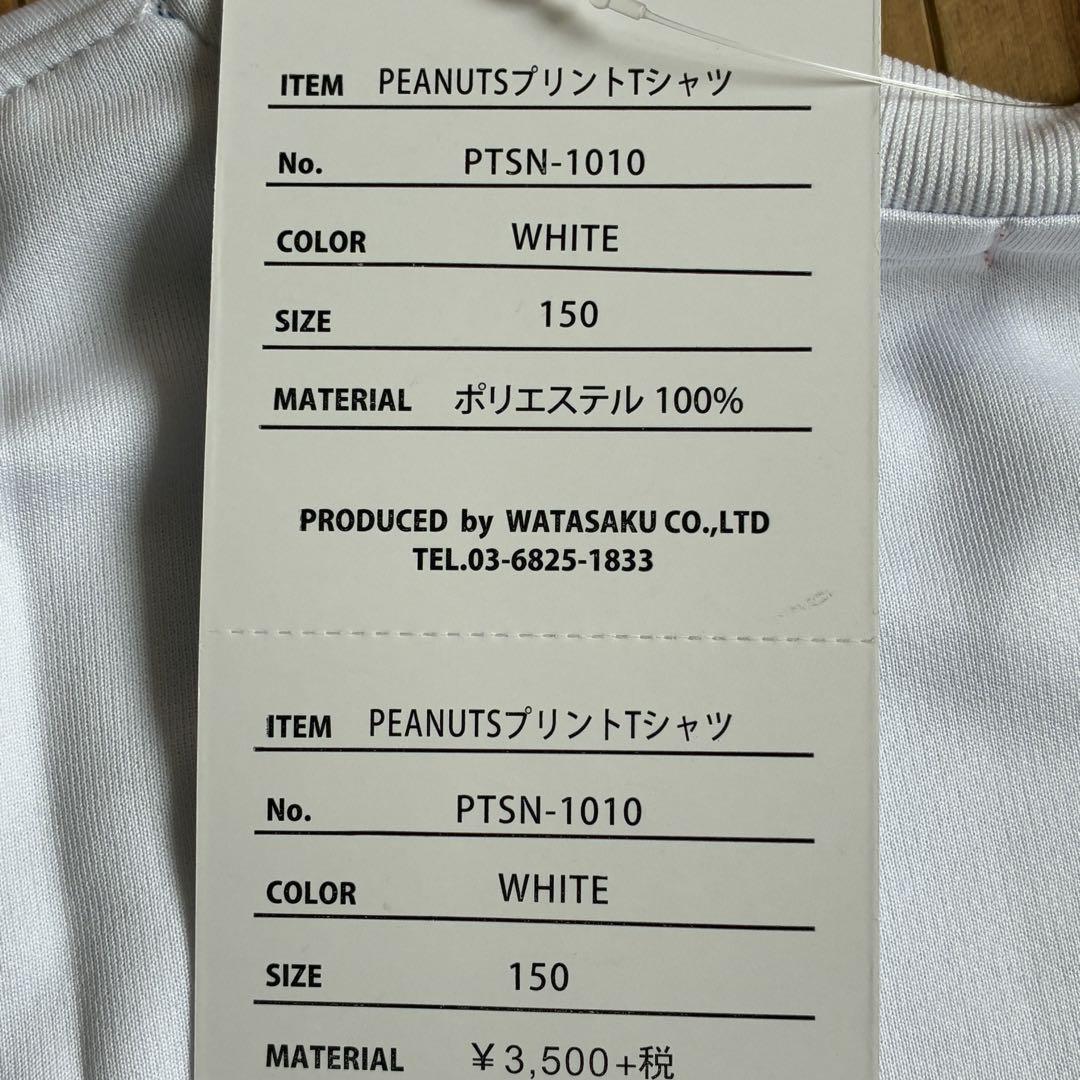 ITEM PEANUTSプリントTシャツ
No. PTSN-1010
COLOR WHITE
SIZE 150
MATERIAL ポリエステル 100%
PRODUCED by WATASAKU CO.,LTD
TEL.03-6825-1833
ITEM PEANUTSプリントTシャツ
No. PTSN-1010
COLOR WHITE
SIZE 150
MATERIAL ¥3,500+税